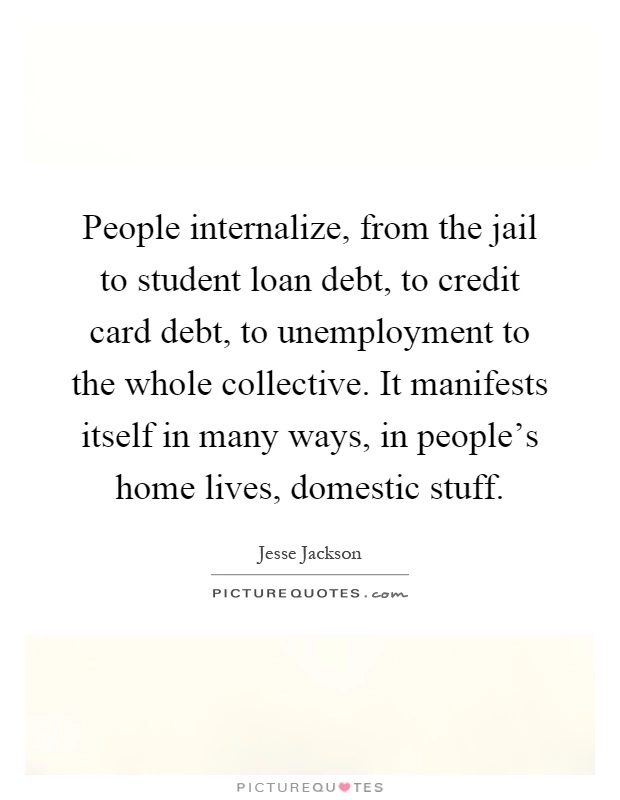 People internalize, from the jail
to student loan debt, to credit
card debt, to unemployment to
the whole collective. It manifests
itself in many ways, in people’s
home lives, domestic stuff.
Jesse Jackson
PICTUREQUOTES.com
PICTUREQUOTES